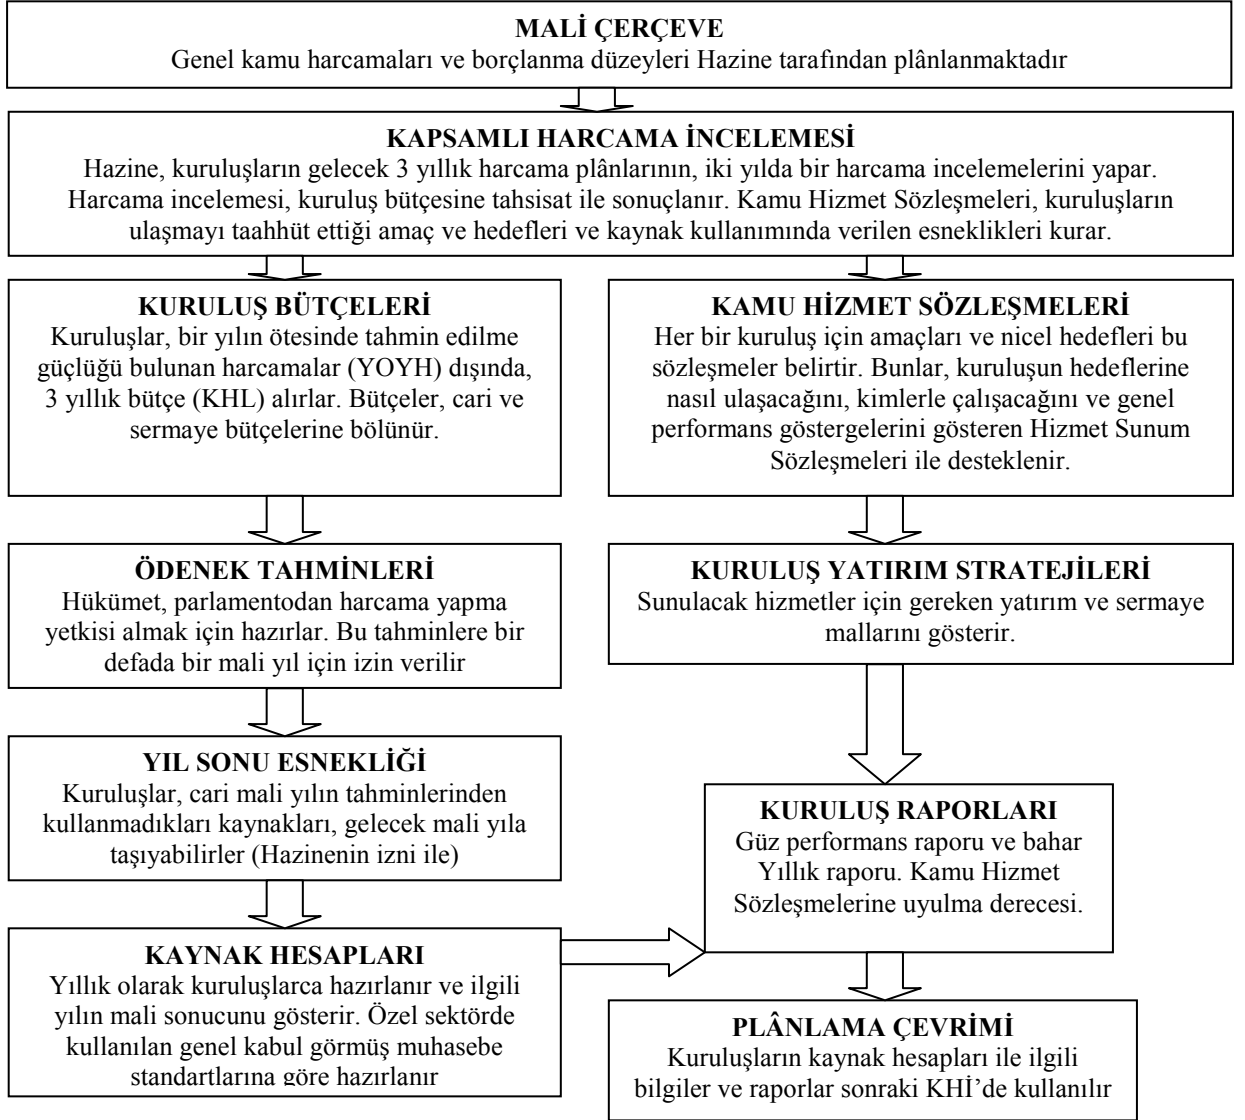 MALİ ÇERÇEVE
Genel kamu harcamaları ve borçlanma düzeyleri Hazine tarafından plânlanmaktadır
KAPSAMLI HARCAMA İNCELEMESİ
Hazine, kuruluşların gelecek 3 yıllık harcama plânlarının, iki yılda bir harcama incelemelerini yapar.
Harcama incelemesi, kuruluş bütçesine tahsisat ile sonuçlanır. Kamu Hizmet Sözleşmeleri, kuruluşların
ulaşmayı taahhüt ettiği amaç ve hedefleri ve kaynak kullanımında verilen esneklikleri kurar.
KURULUŞ BÜTÇELERİ
Kuruluşlar, bir yılın ötesinde tahmin edilme
güçlüğü bulunan harcamalar (YOYH) dışında,
3 yıllık bütçe (KHL) alırlar. Bütçeler, cari ve
sermaye bütçelerine bölünür.
KAMU HİZMET SÖZLEŞMELERİ
Her bir kuruluş için amaçları ve nicel hedefleri bu
sözleşmeler belirtir. Bunlar, kuruluşun hedeflerine
nasıl ulaşacağını, kimlerle çalışacağını ve genel
performans göstergelerini gösteren Hizmet Sunum
Sözleşmeleri ile desteklenir.
ÖDENEK TAHMİNLERİ
Hükümet, parlamentodan harcama yapma
yetkisi almak için hazırlar. Bu tahminlere bir
defada bir mali yıl için izin verilir
KURULUŞ YATIRIM STRATEJİLERİ
Sunulacak hizmetler için gereken yatırım ve sermaye
mallarını gösterir.
YIL SONU ESNEKLİĞİ
Kuruluşlar, cari mali yılın tahminlerinden
kullanmadıkları kaynakları, gelecek mali yıla
taşıyabilirler (Hazinenin izni ile)
KURULUŞ RAPORLARI
Güz performans raporu ve bahar
Yıllık raporu. Kamu Hizmet
Sözleşmelerine uyulma derecesi.
KAYNAK HESAPLARI
Yıllık olarak kuruluşlarca hazırlanır ve ilgili
yılın mali sonucunu gösterir. Özel sektörde
kullanılan genel kabul görmüş muhasebe
standartlarına göre hazırlanır
PLÂNLAMA ÇEVRİMİ
Kuruluşların kaynak hesapları ile ilgili
bilgiler ve raporlar sonraki KHİ’de kullanılır